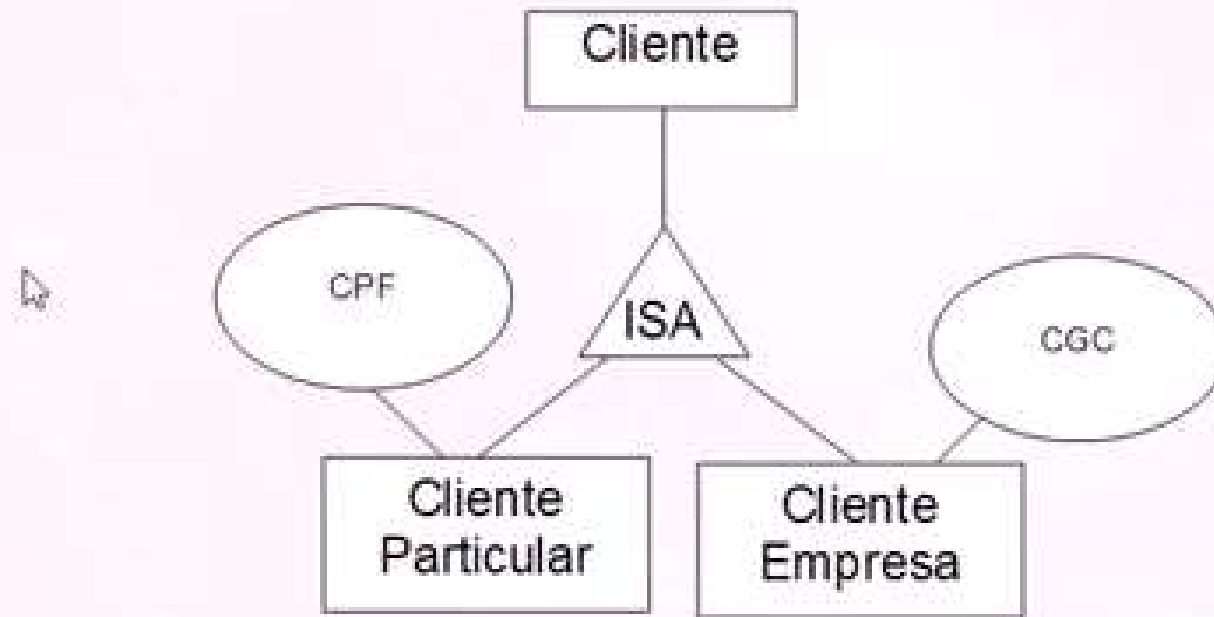 Cliente
CPF
ISA
CGC
Cliente
Particular
Cliente
Empresa